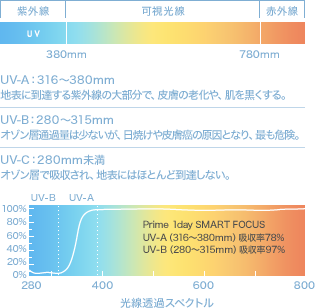 紫外線 可視光線 赤外線
UV
380mm 780mm
UV-A：316〜380mm
地表に到達する紫外線の大部分で、皮膚の老化や、肌を黒くする。
UV-B：280〜315mm
オゾン層通過量は少ないが、日焼けや皮膚癌の原因となり、最も危険。
UV-C：280mm未満
オゾン層で吸収され、地表にはほとんど到達しない。
UV-B UV-A
100%
80%
60%
40%
20%
0%
Prime 1day SMART FOCUS
UV-A (316〜380mm) 吸収率78%
UV-B (280〜315mm) 吸収率97%
280 400 600 800
光線透過スペクトル